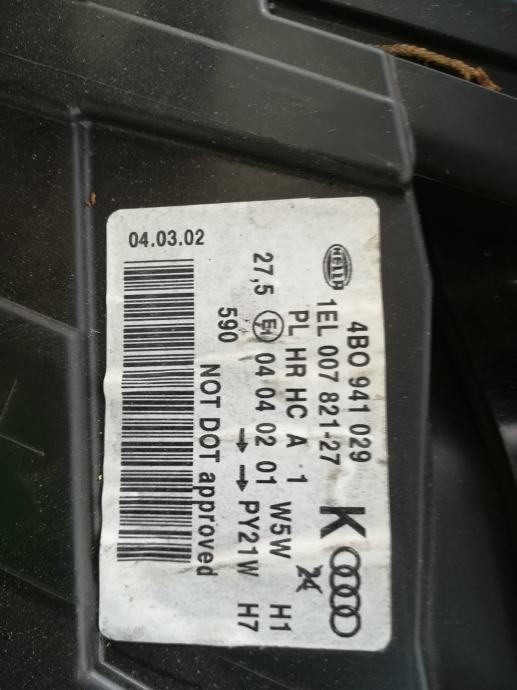 HELLA
4B0 941 029 K
1EL 007 821-27
PL HR HC A 1 W5W H1
27,5 E1 04 04 02 01 → → PY21W H7
590
NOT DOT approved
04.03.02